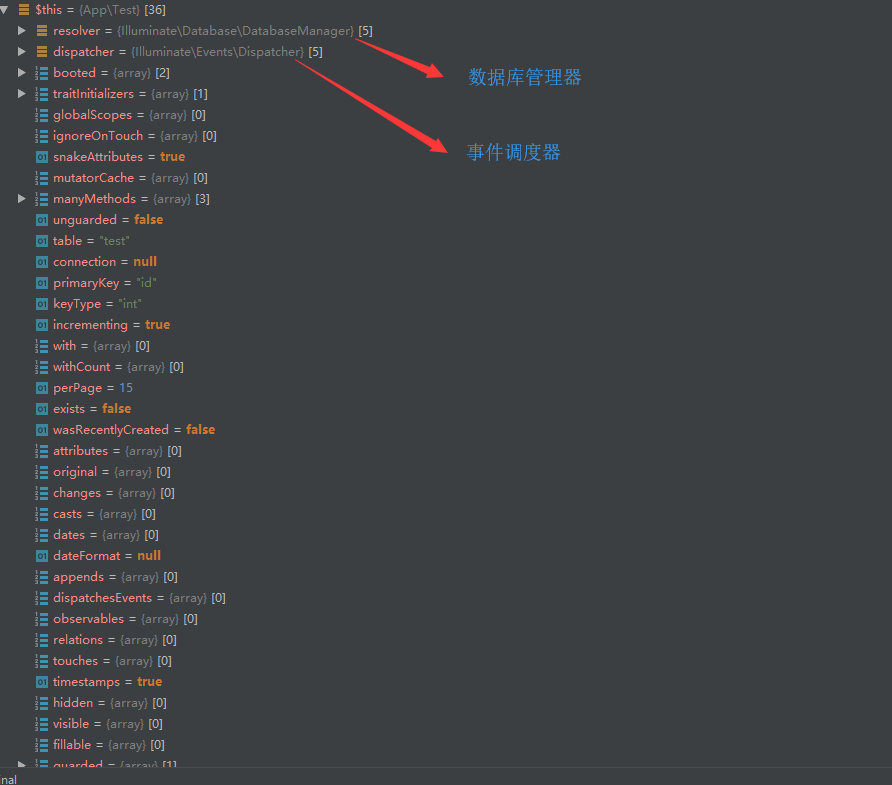 $this = {App\Test} [36]
resolver = {Illuminate\Database\DatabaseManager} [5]
dispatcher = {Illuminate\Events\Dispatcher} [5]
booted = {array} [2]
数据库管理器
traitInitializers = {array} [1]
globalScopes = {array} [0]
ignoreOnTouch = {array} [0]
事件调度器
snakeAttributes = true
mutatorCache = {array} [0]
manyMethods = {array} [3]
unguarded = false
table = "test"
connection = null
primaryKey = "id"
keyType = "int"
incrementing = true
with = {array} [0]
withCount = {array} [0]
perPage = 15
exists = false
wasRecentlyCreated = false
attributes = {array} [0]
original = {array} [0]
changes = {array} [0]
casts = {array} [0]
dates = {array} [0]
dateFormat = null
appends = {array} [0]
dispatchesEvents = {array} [0]
observables = {array} [0]
relations = {array} [0]
touches = {array} [0]
timestamps = true
hidden = {array} [0]
visible = {array} [0]
fillable = {array} [0]
guarded = {array} [1]
inal